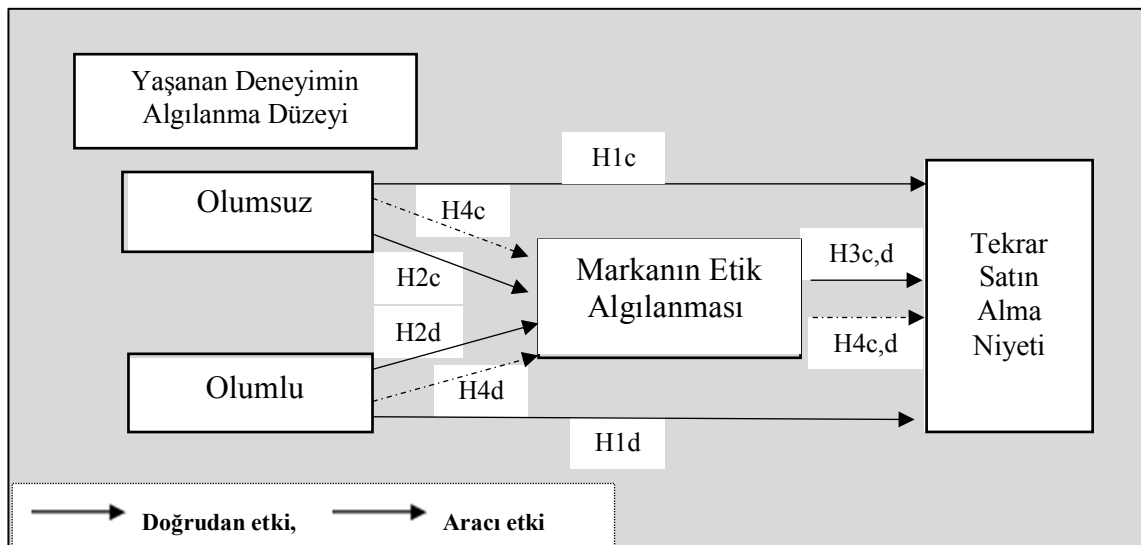 Yaşanan Deneyimin
Algılanma Düzeyi
H1c
Olumsuz
H4c
Tekrar
Satın
Alma
Niyeti
Markanın Etik
Algılanması
H3c,d
H2c
H2d
H4c,d
Olumlu
H4d
H1d
Doğrudan etki, Aracı etki